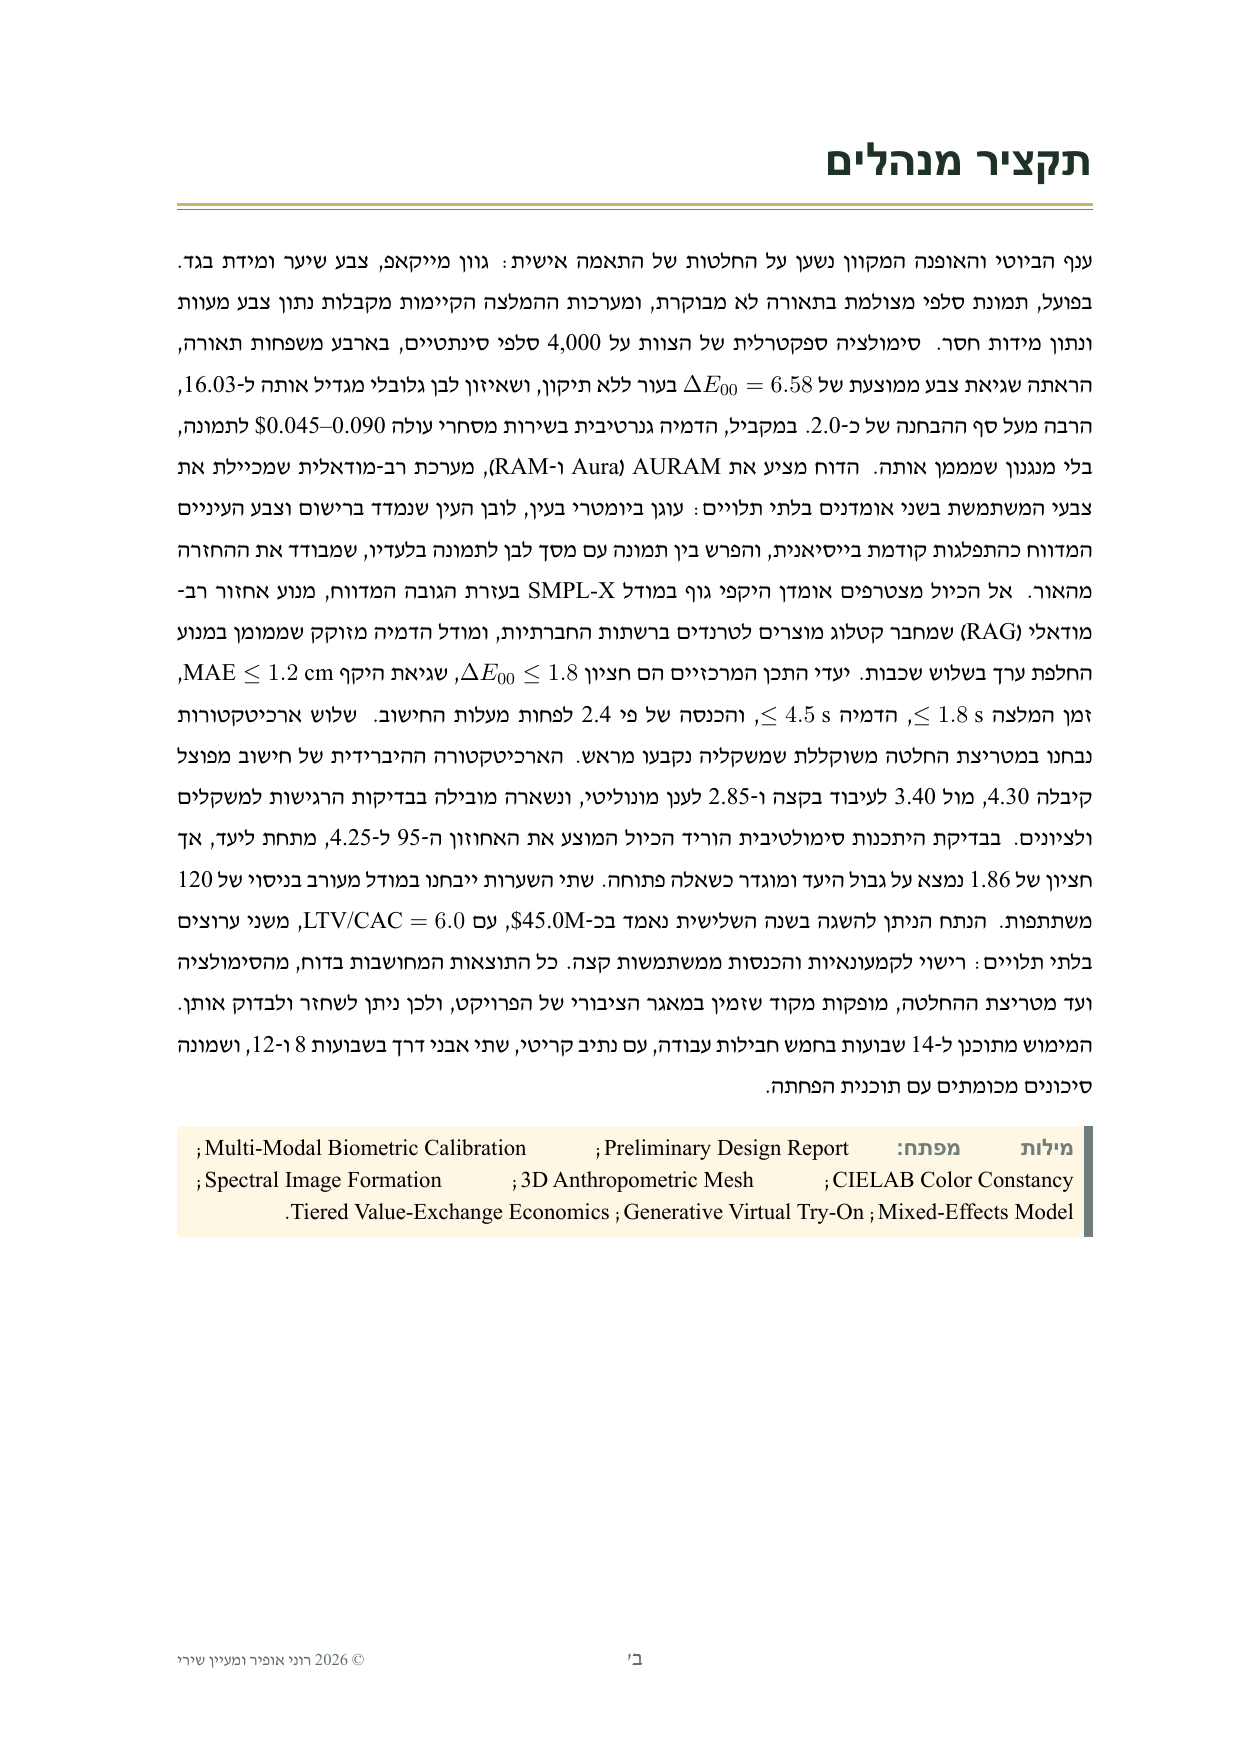 תקציר מנהלים
ענף הביוטי והאופנה המקוון נשען על החלטות של התאמה אישית: גוון מייקאפ, צבע שיער ומידת בגד.
בפועל, תמונת סלפי מצולמת בתאורה לא מבוקרת, ומערכות ההמלצה הקיימות מקבלות נתון צבע מעוות
ונתון מידות חסר. סימולציה ספקטרלית של הצוות על 4,000 סלפי סינתטיים, בארבע משפחות תאורה,
הראתה שגיאת צבע ממוצעת של ΔE₀₀ = 6.58 בעור ללא תיקון, ושאיזון לבן גלובלי מגדיל אותה ל-16.03,
הרבה מעל סף ההבחנה של כ-2.0. במקביל, הדמיה גנרטיבית בשירות מסחרי עולה $0.045–0.090 לתמונה,
בלי מנגנון שמממן אותה. הדוח מציע את AURAM (Aura ו-RAM), מערכת רב-מודאלית שמכיילת את
צבעי המשתמשת בשני אומדנים בלתי תלויים: עוגן ביומטרי בעין, לובן העין שנמדד ברישום וצבע העיניים
המדווח כהתפלגות קודמת בייסיאנית, והפרש בין תמונה עם מסך לבן לתמונה בלעדיו, שמבודד את ההחזרה
מהאור. אל הכיול מצטרפים אומדן היקפי גוף במודל SMPL-X בעזרת הגובה המדווח, מנוע אחזור רב-
מודאלי (RAG) שמחבר קטלוג מוצרים לטרנדים ברשתות החברתיות, ומודל הדמיה מזוקק שממומן במנוע
החלפת ערך בשלוש שכבות. יעדי התכן המרכזיים הם חציון ΔE₀₀ ≤ 1.8, שגיאת היקף MAE ≤ 1.2 cm,
זמן המלצה ≤ 1.8 s, הדמיה ≤ 4.5 s, והכנסה של פי 2.4 לפחות מעלות החישוב. שלוש ארכיטקטורות
נבחנו במטריצת החלטה משוקללת שמשקליה נקבעו מראש. הארכיטקטורה ההיברידית של חישוב מפוצל
קיבלה 4.30, מול 3.40 לעיבוד בקצה ו-2.85 לענן מונוליטי, ונשארה מובילה בבדיקות הרגישות למשקלים
ולציונים. בבדיקת היתכנות סימולטיבית הוריד הכיול המוצע את האחוזון ה-95 ל-4.25, מתחת ליעד, אך
חציון של 1.86 נמצא על גבול היעד ומוגדר כשאלה פתוחה. שתי השערות ייבחנו במודל מעורב בניסוי של 120
משתתפות. הנתח הניתן להשגה בשנה השלישית נאמד בכ-$45.0M, עם LTV/CAC = 6.0, משני ערוצים
בלתי תלויים: רישוי לקמעונאיות והכנסות ממשתמשות קצה. כל התוצאות המחושבות בדוח, מהסימולציה
ועד מטריצת ההחלטה, מופקות מקוד שזמין במאגר הציבורי של הפרויקט, ולכן ניתן לשחזר ולבדוק אותן.
המימוש מתוכנן ל-14 שבועות בחמש חבילות עבודה, עם נתיב קריטי, שתי אבני דרך בשבועות 8 ו-12, ושמונה
סיכונים מכומתים עם תוכנית הפחתה.
מילות מפתח: Preliminary Design Report; Multi-Modal Biometric Calibration;
CIELAB Color Constancy; 3D Anthropometric Mesh; Spectral Image Formation;
Mixed-Effects Model; Generative Virtual Try-On; Tiered Value-Exchange Economics.
ב׳
© 2026 רוני אופיר ומעיין שירי